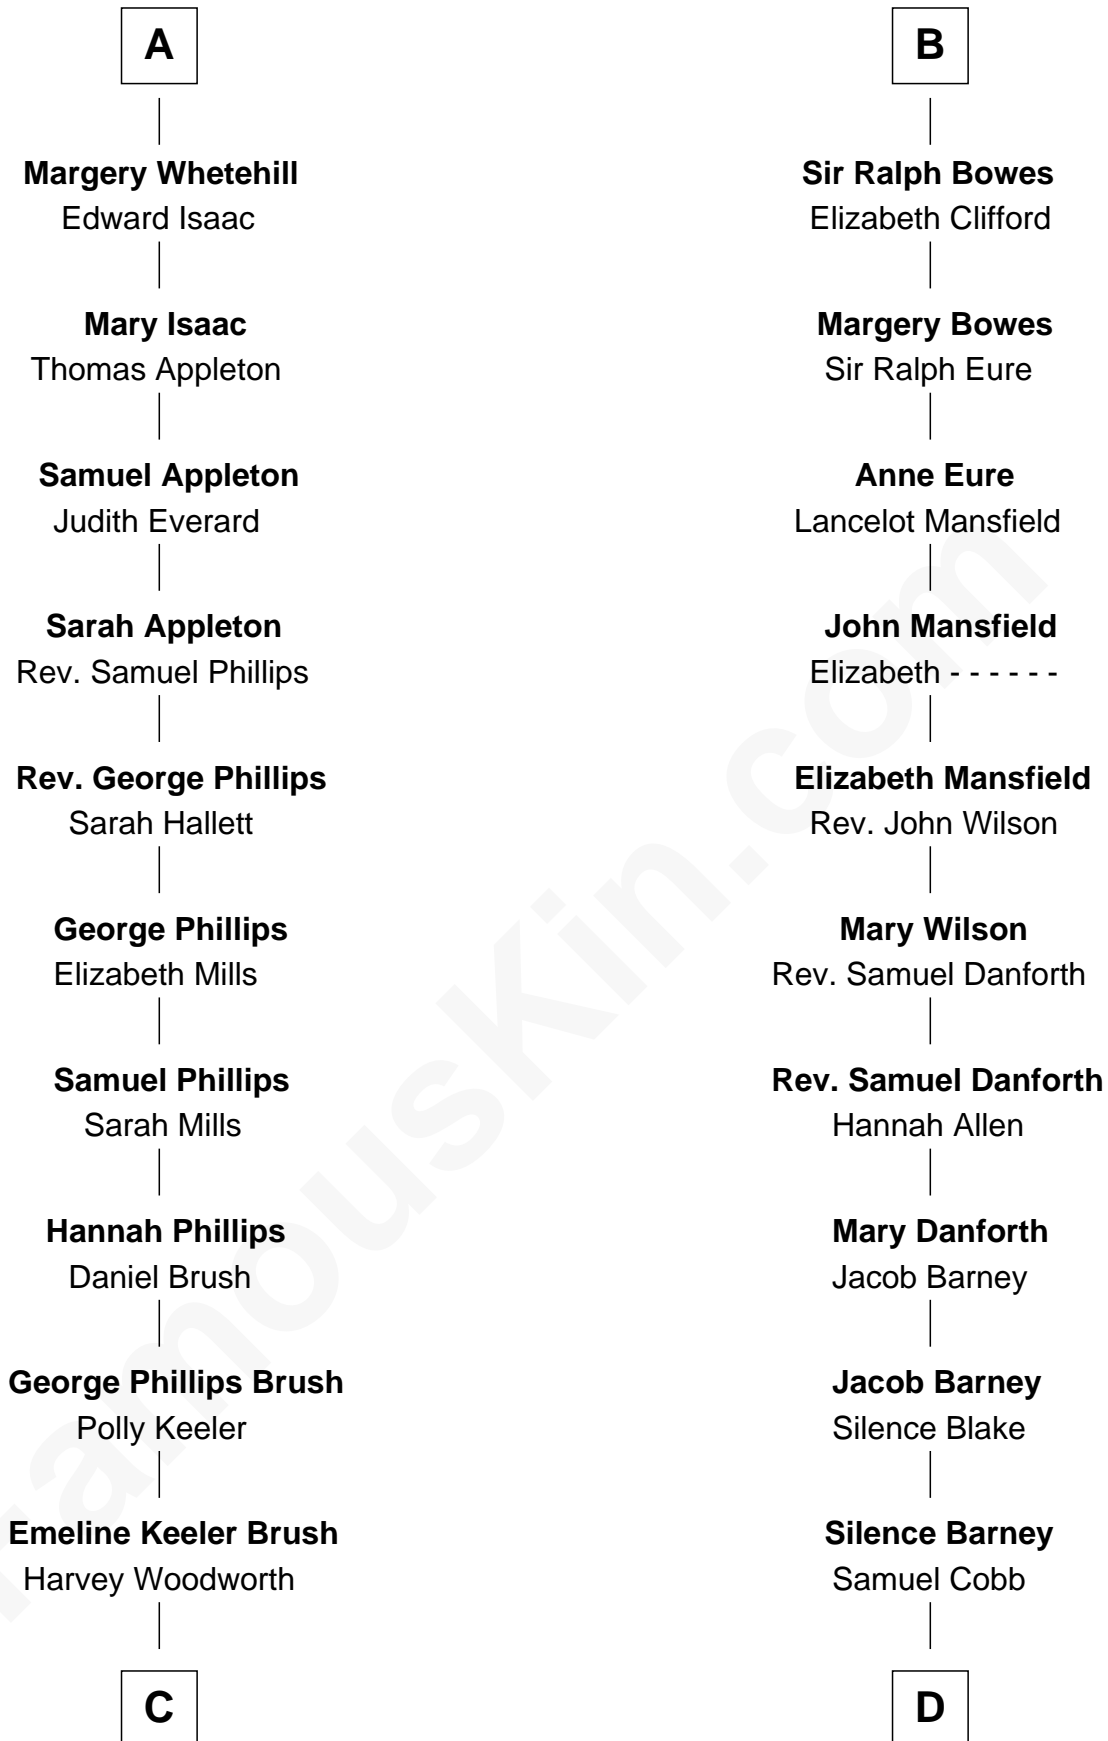 A
Margery Whetehill
Edward Isaac
Mary Isaac
Thomas Appleton
Samuel Appleton
Judith Everard
Sarah Appleton
Rev. Samuel Phillips
Rev. George Phillips
Sarah Hallett
George Phillips
Elizabeth Mills
Samuel Phillips
Sarah Mills
Hannah Phillips
Daniel Brush
George Phillips Brush
Polly Keeler
Emeline Keeler Brush
Harvey Woodworth
C
B
Sir Ralph Bowes
Elizabeth Clifford
Margery Bowes
Sir Ralph Eure
Anne Eure
Lancelot Mansfield
John Mansfield
Elizabeth - - - - - -
Elizabeth Mansfield
Rev. John Wilson
Mary Wilson
Rev. Samuel Danforth
Rev. Samuel Danforth
Hannah Allen
Mary Danforth
Jacob Barney
Jacob Barney
Silence Blake
Silence Barney
Samuel Cobb
D
FamousKin.com